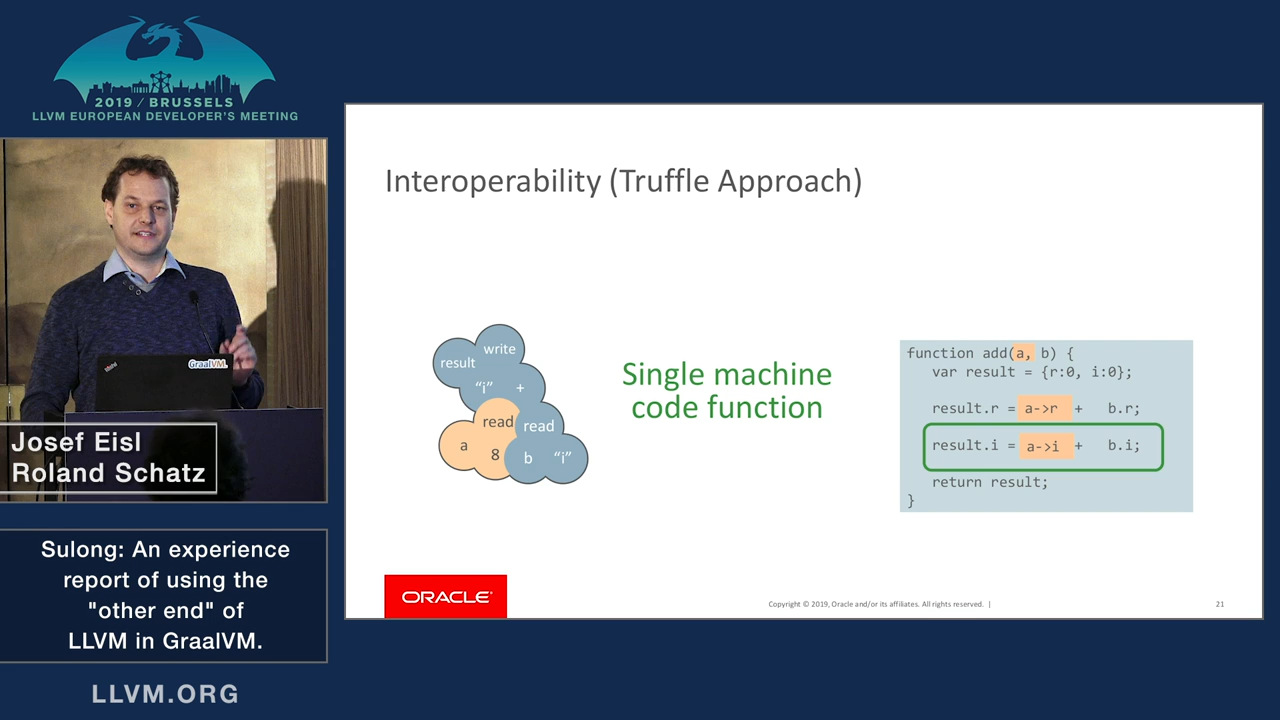 2019 / BRUSSELS
LLVM EUROPEAN DEVELOPER'S MEETING
GraalVM.
Josef Eisl
Roland Schatz
Sulong: An experience
report of using the
"other end" of
LLVM in GraalVM.
LLVM.ORG
Interoperability (Truffle Approach)
write
result
"i" +
read
read
a
8
b "i"
Single machine
code function
function add(a, b) {
var result = {r:0, i:0};
result.r = a->r + b.r;
result.i = a->i + b.i;
return result;
}
ORACLE
Copyright © 2019, Oracle and/or its affiliates. All rights reserved. |
21